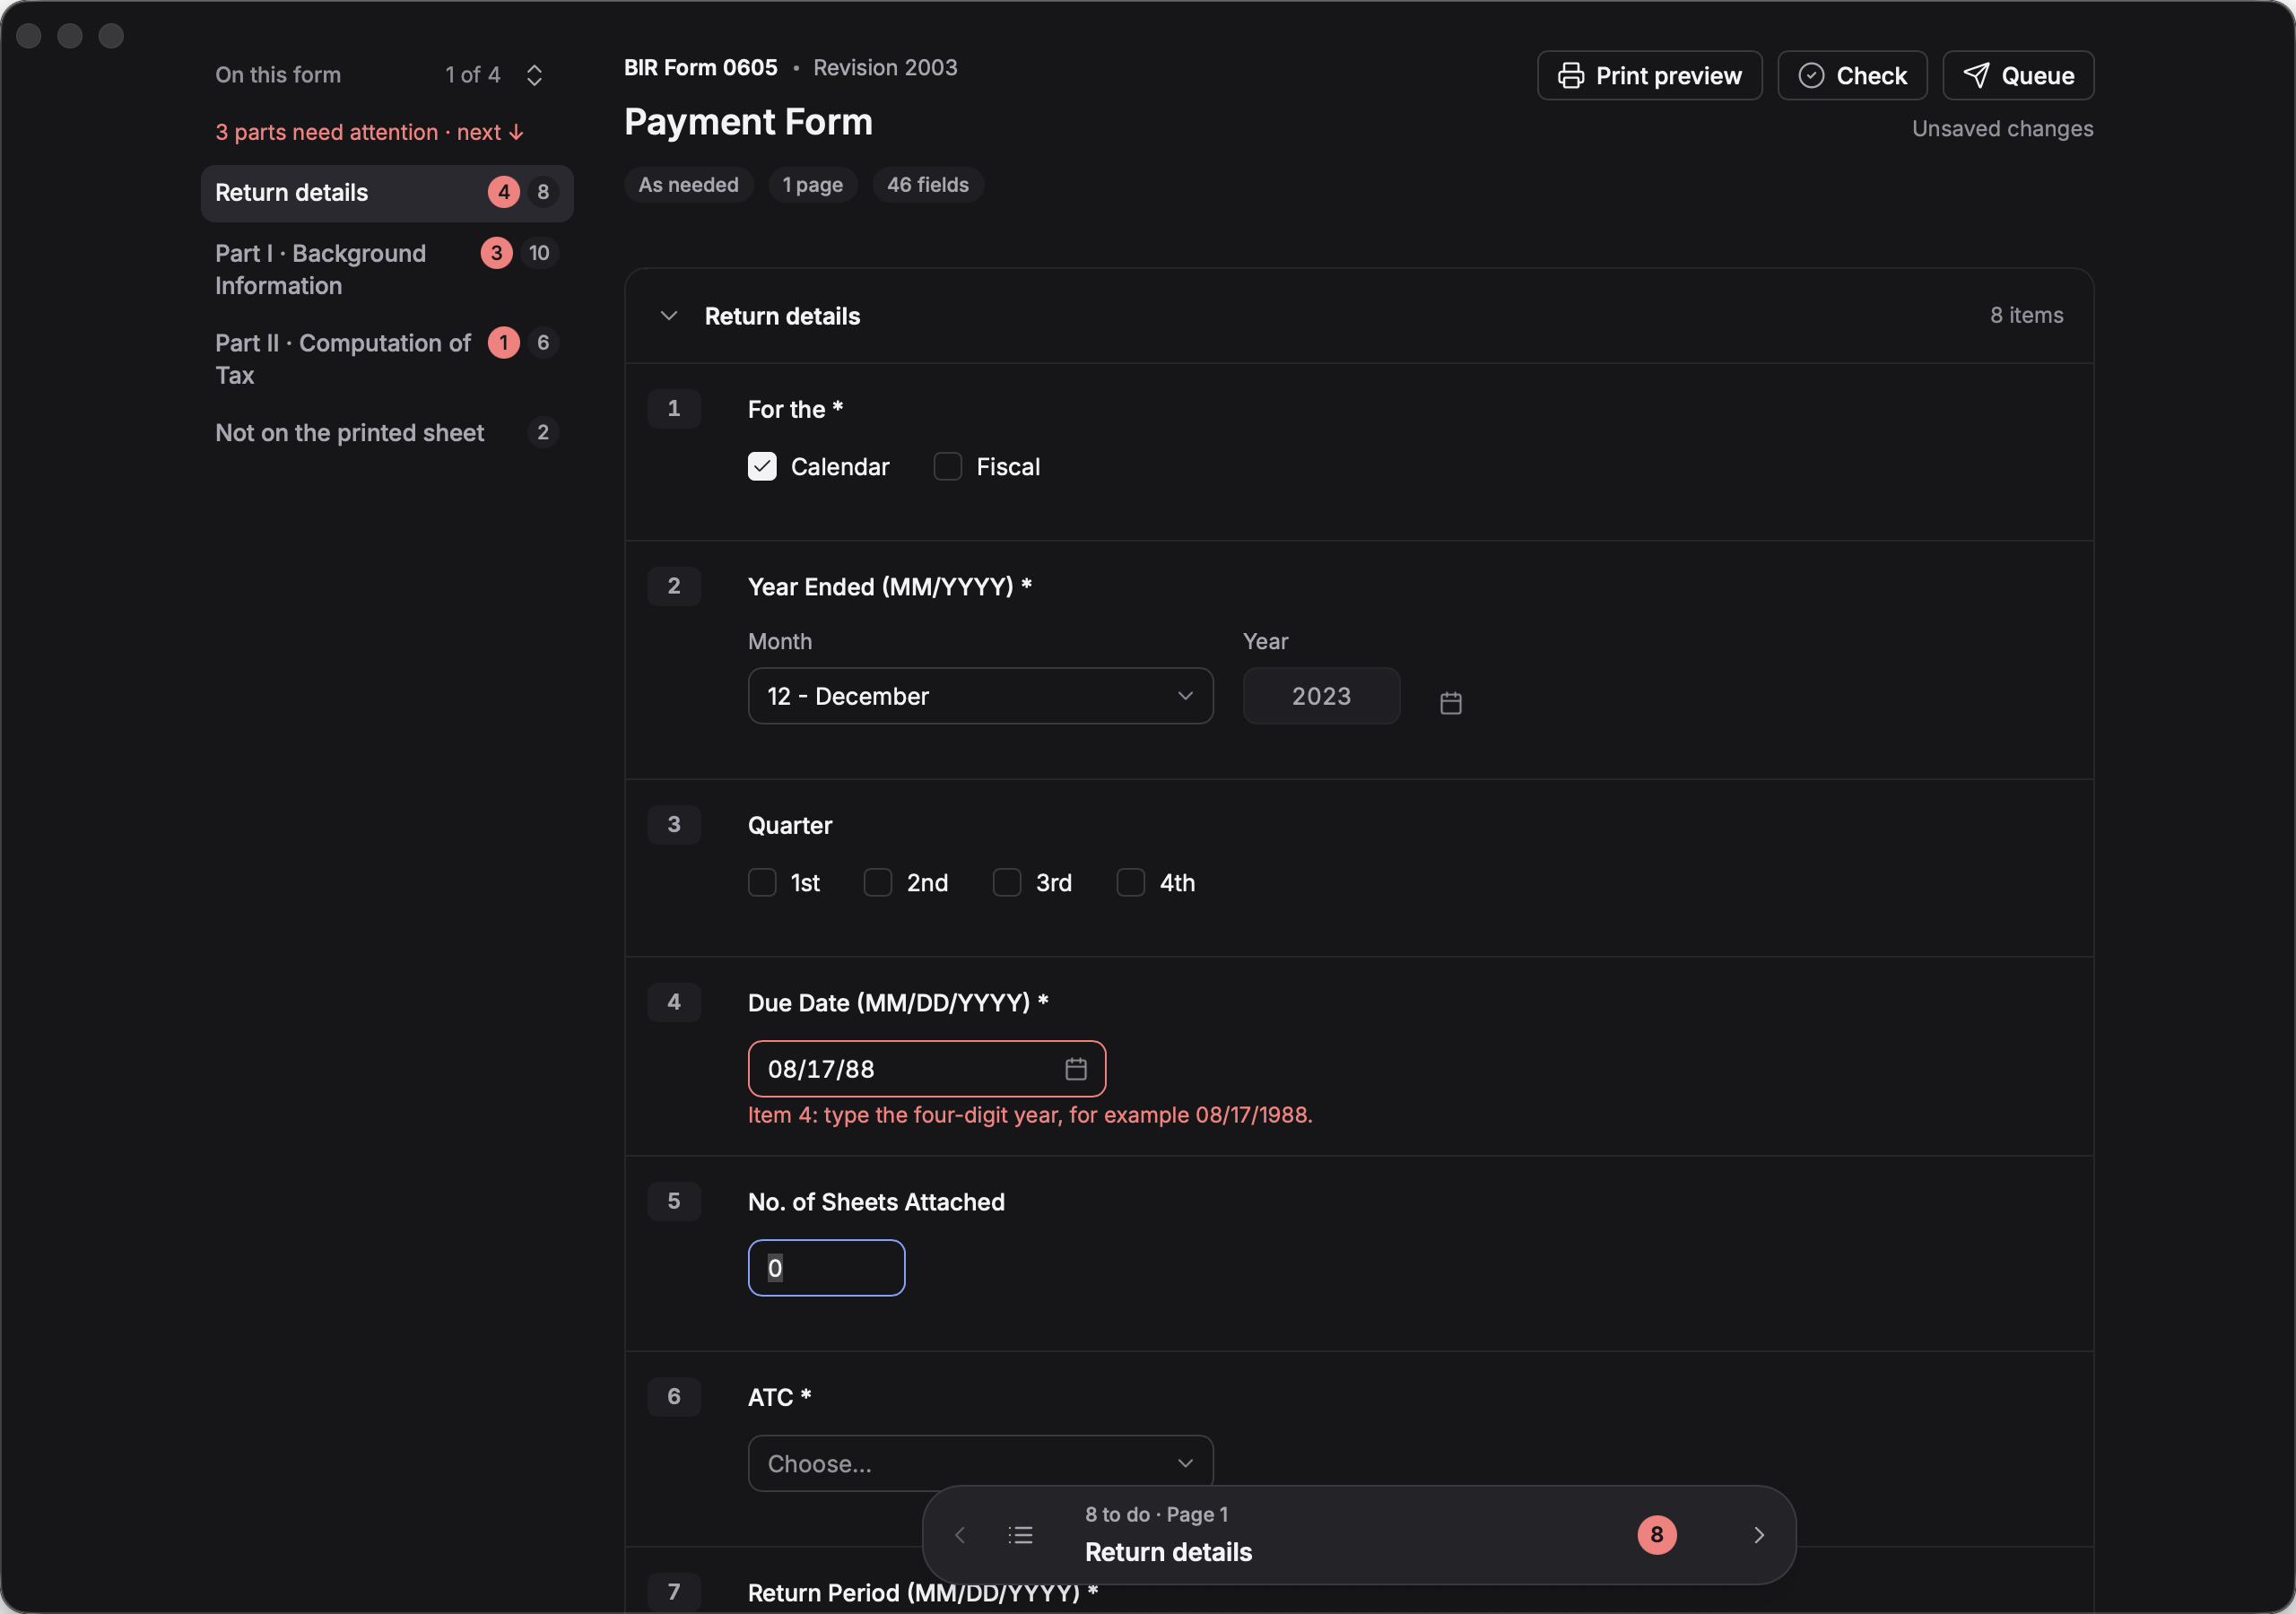 On this form 1 of 4
3 parts need attention · next ↓
Return details 4 8
Part I · Background Information 3 10
Part II · Computation of Tax 1 6
Not on the printed sheet 2
BIR Form 0605 • Revision 2003
Payment Form
As needed 1 page 46 fields
Print preview Check Queue
Unsaved changes
Return details 8 items
1 For the *
Calendar Fiscal
2 Year Ended (MM/YYYY) *
Month Year
12 - December 2023
3 Quarter
1st 2nd 3rd 4th
4 Due Date (MM/DD/YYYY) *
08/17/88
Item 4: type the four-digit year, for example 08/17/1988.
5 No. of Sheets Attached
0
6 ATC *
Choose...
8 to do · Page 1
Return details 8
7 Return Period (MM/DD/YYYY) *